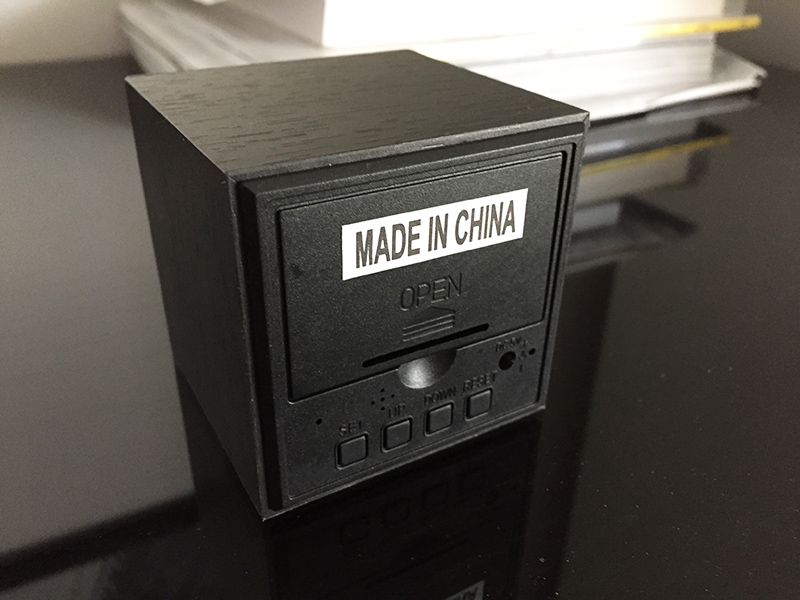 MADE IN CHINA
OPEN
SET UP DOWN RESET